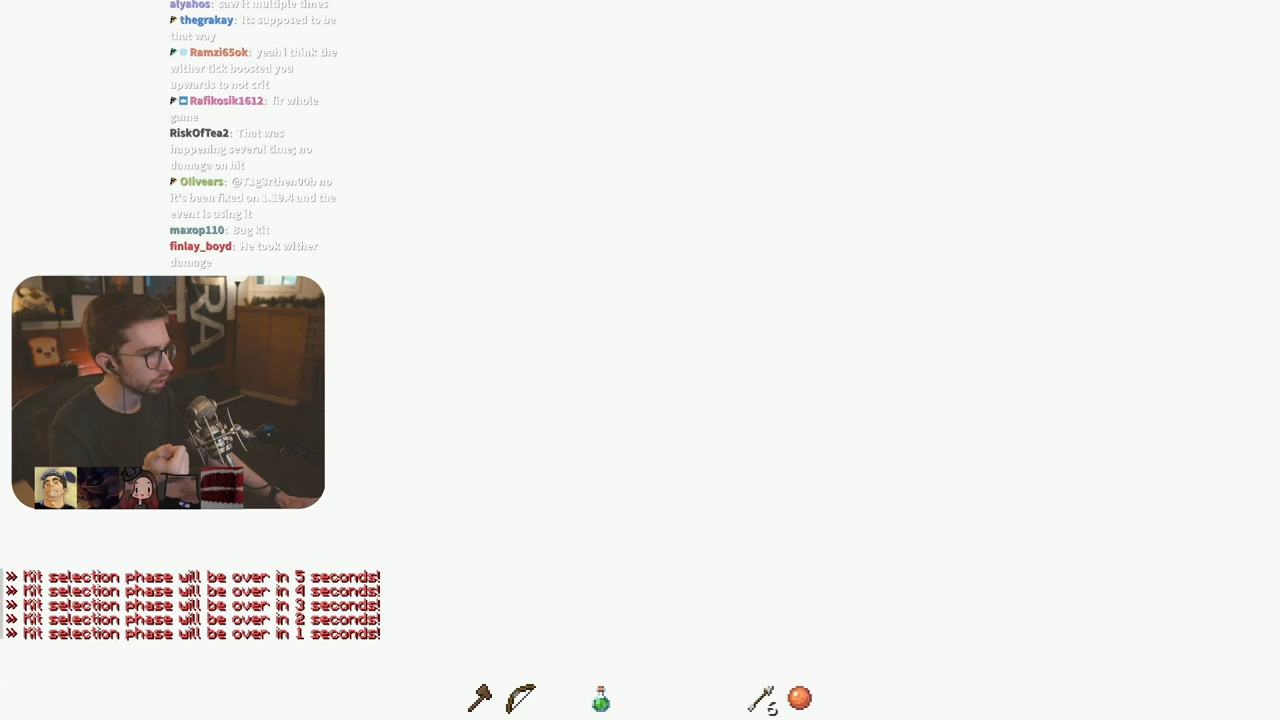 alyahos: saw it multiple times
thegrakay: Its supposed to be
that way
Ramzi65ok: yeah i think the
wither tick boosted you
upwards to not crit
Rafikosik1612: fir whole
game
RiskOfTea2: That was
happening several time; no
damage on hit
Olivears: @T1g3rthen00b no
it's been fixed on 1.19.4 and the
event is using it
maxop110: Bug kit
finlay_boyd: He took wither
damage
RA
» Kit selection phase will be over in 5 seconds!
» Kit selection phase will be over in 4 seconds!
» Kit selection phase will be over in 3 seconds!
» Kit selection phase will be over in 2 seconds!
» Kit selection phase will be over in 1 seconds!
6